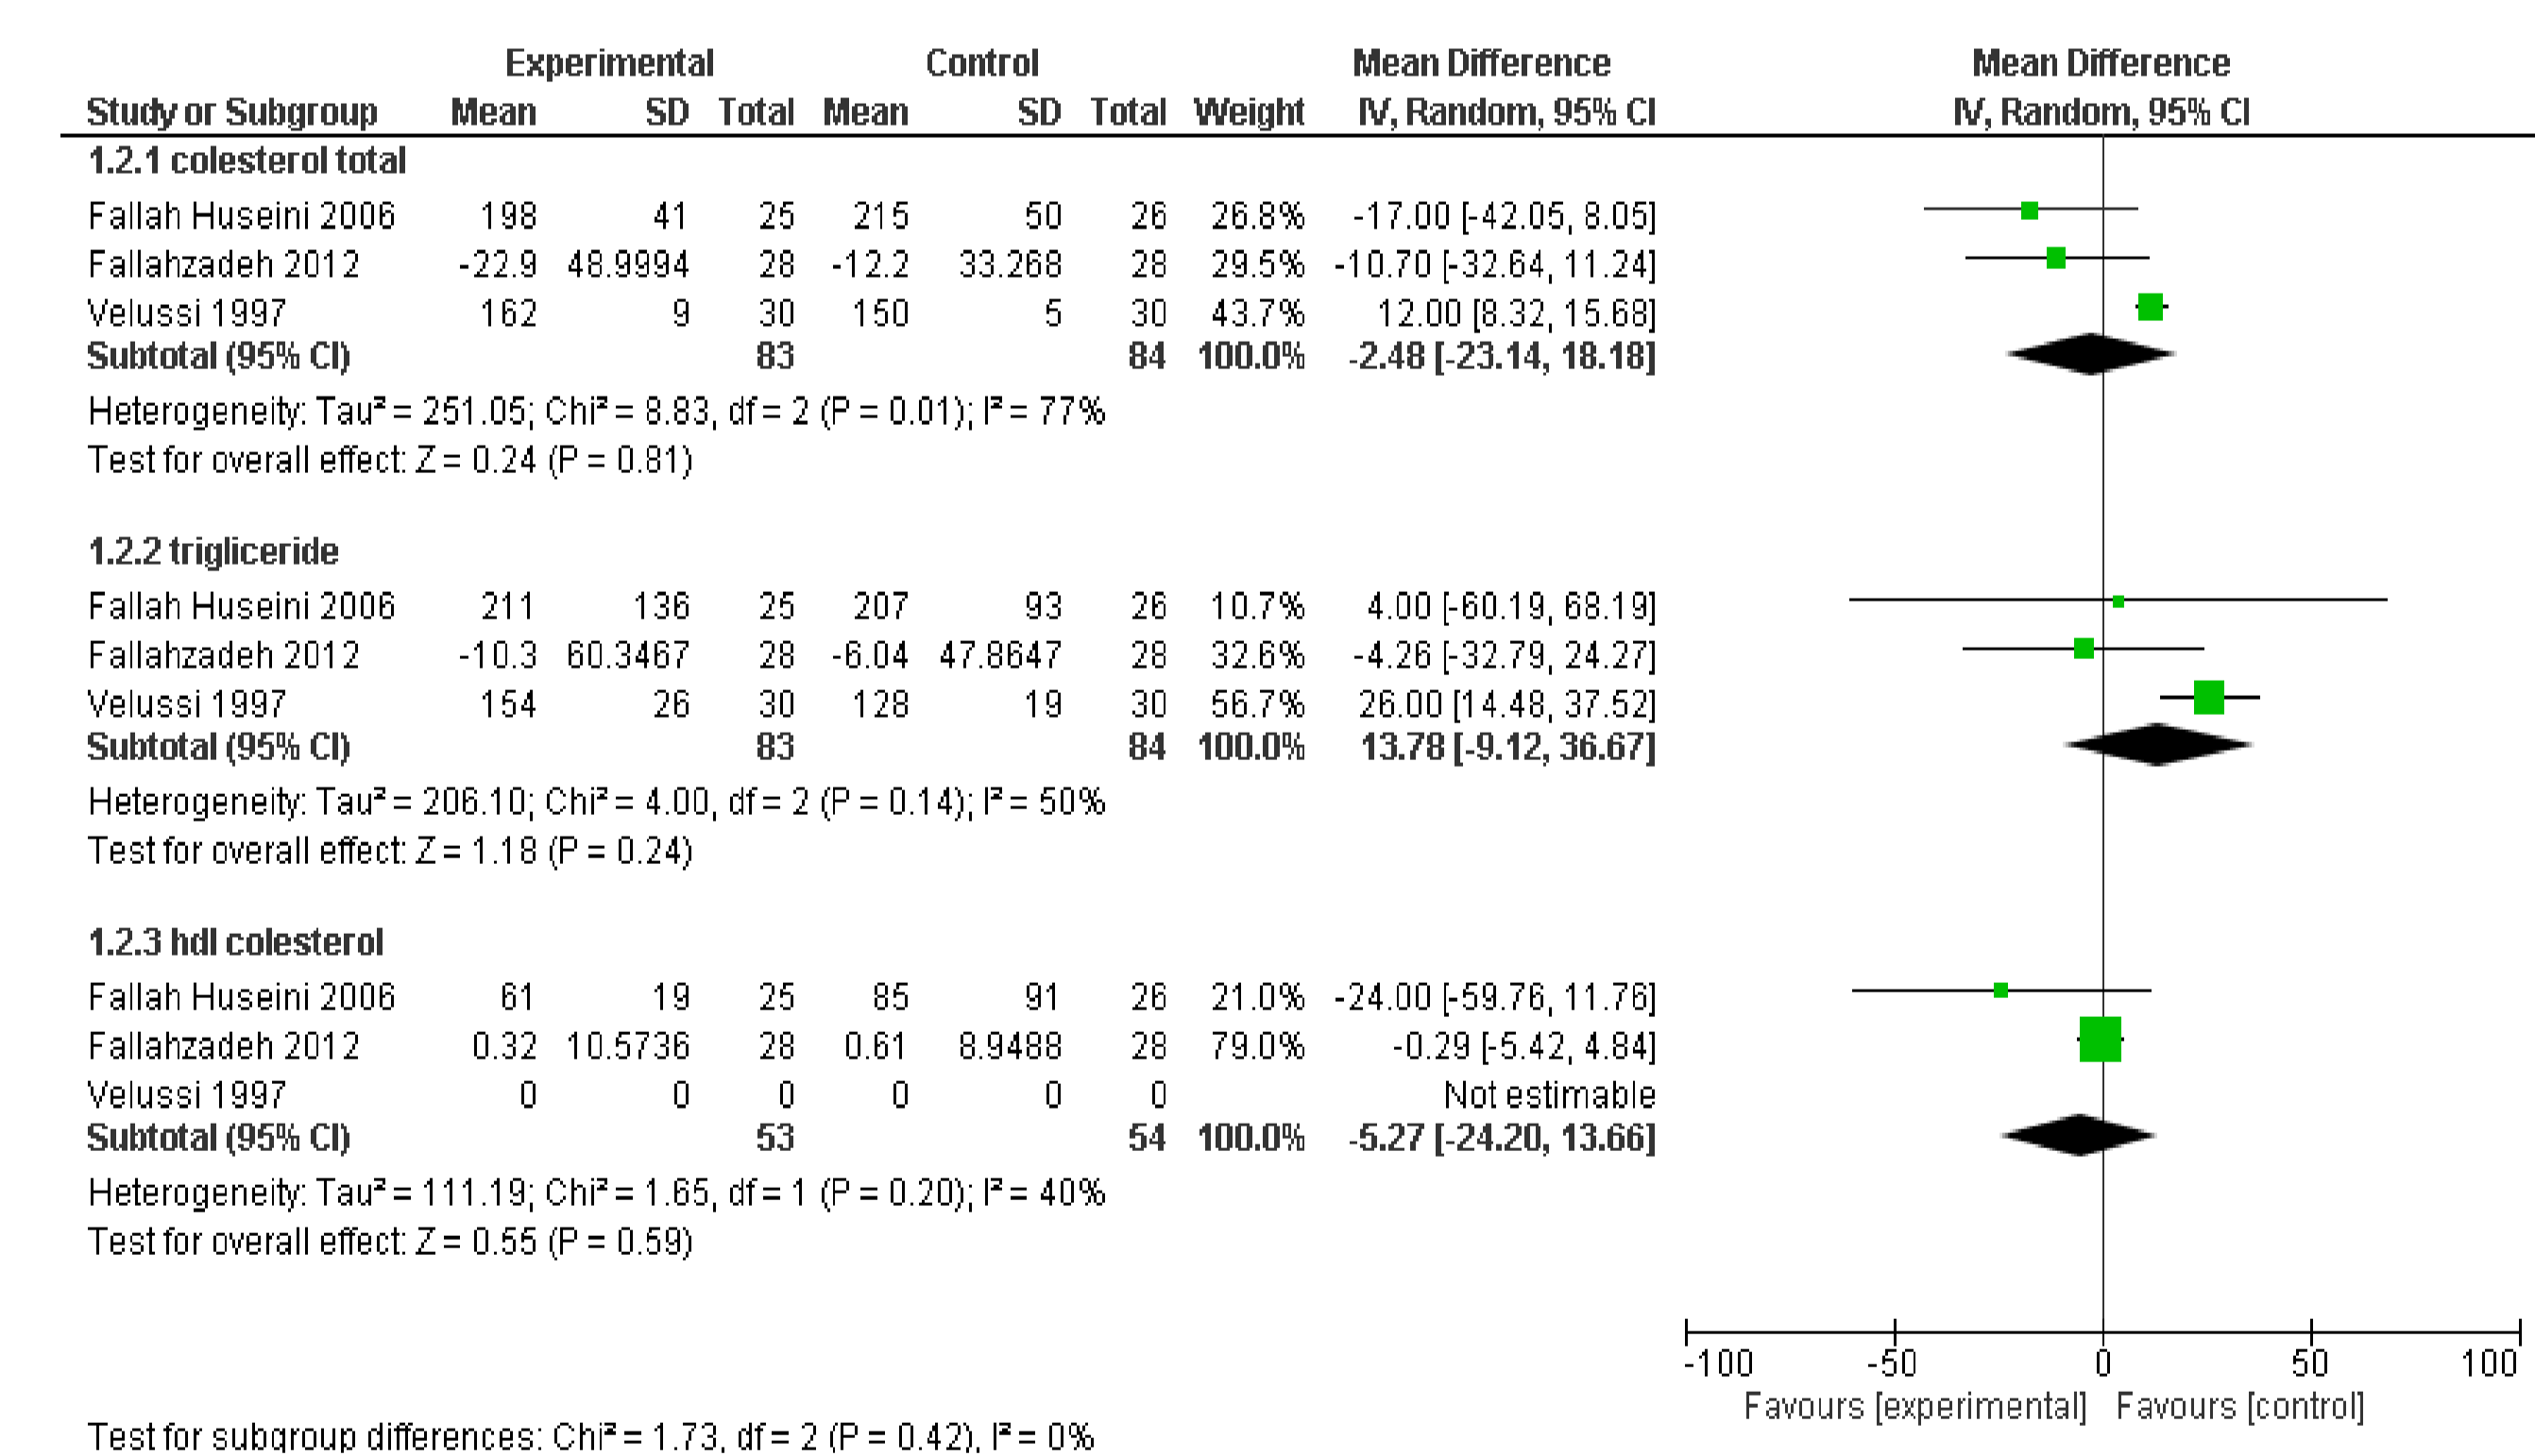 Experimental Control Mean Difference Mean Difference
Study or Subgroup Mean SD Total Mean SD Total Weight IV, Random, 95% CI IV, Random, 95% CI
1.2.1 colesterol total
Fallah Huseini 2006 198 41 25 215 50 26 26.8% -17.00 [-42.05, 8.05]
Fallahzadeh 2012 -22.9 48.9994 28 -12.2 33.268 28 29.5% -10.70 [-32.64, 11.24]
Velussi 1997 162 9 30 150 5 30 43.7% 12.00 [8.32, 15.68]
Subtotal (95% CI) 83 84 100.0% -2.48 [-23.14, 18.18]
Heterogeneity: Tau² = 251.05; Chi² = 8.83, df = 2 (P = 0.01); I² = 77%
Test for overall effect: Z = 0.24 (P = 0.81)
1.2.2 trigliceride
Fallah Huseini 2006 211 136 25 207 93 26 10.7% 4.00 [-60.19, 68.19]
Fallahzadeh 2012 -10.3 60.3467 28 -6.04 47.8647 28 32.6% -4.26 [-32.79, 24.27]
Velussi 1997 154 26 30 128 19 30 56.7% 26.00 [14.48, 37.52]
Subtotal (95% CI) 83 84 100.0% 13.78 [-9.12, 36.67]
Heterogeneity: Tau² = 206.10; Chi² = 4.00, df = 2 (P = 0.14); I² = 50%
Test for overall effect: Z = 1.18 (P = 0.24)
1.2.3 hdl colesterol
Fallah Huseini 2006 61 19 25 85 91 26 21.0% -24.00 [-59.76, 11.76]
Fallahzadeh 2012 0.32 10.5736 28 0.61 8.9488 28 79.0% -0.29 [-5.42, 4.84]
Velussi 1997 0 0 0 0 0 0 Not estimable
Subtotal (95% CI) 53 54 100.0% -5.27 [-24.20, 13.66]
Heterogeneity: Tau² = 111.19; Chi² = 1.65, df = 1 (P = 0.20); I² = 40%
Test for overall effect: Z = 0.55 (P = 0.59)
-100 -50 0 50 100
Favours [experimental] Favours [control]
Test for subgroup differences: Chi² = 1.73, df = 2 (P = 0.42), I² = 0%